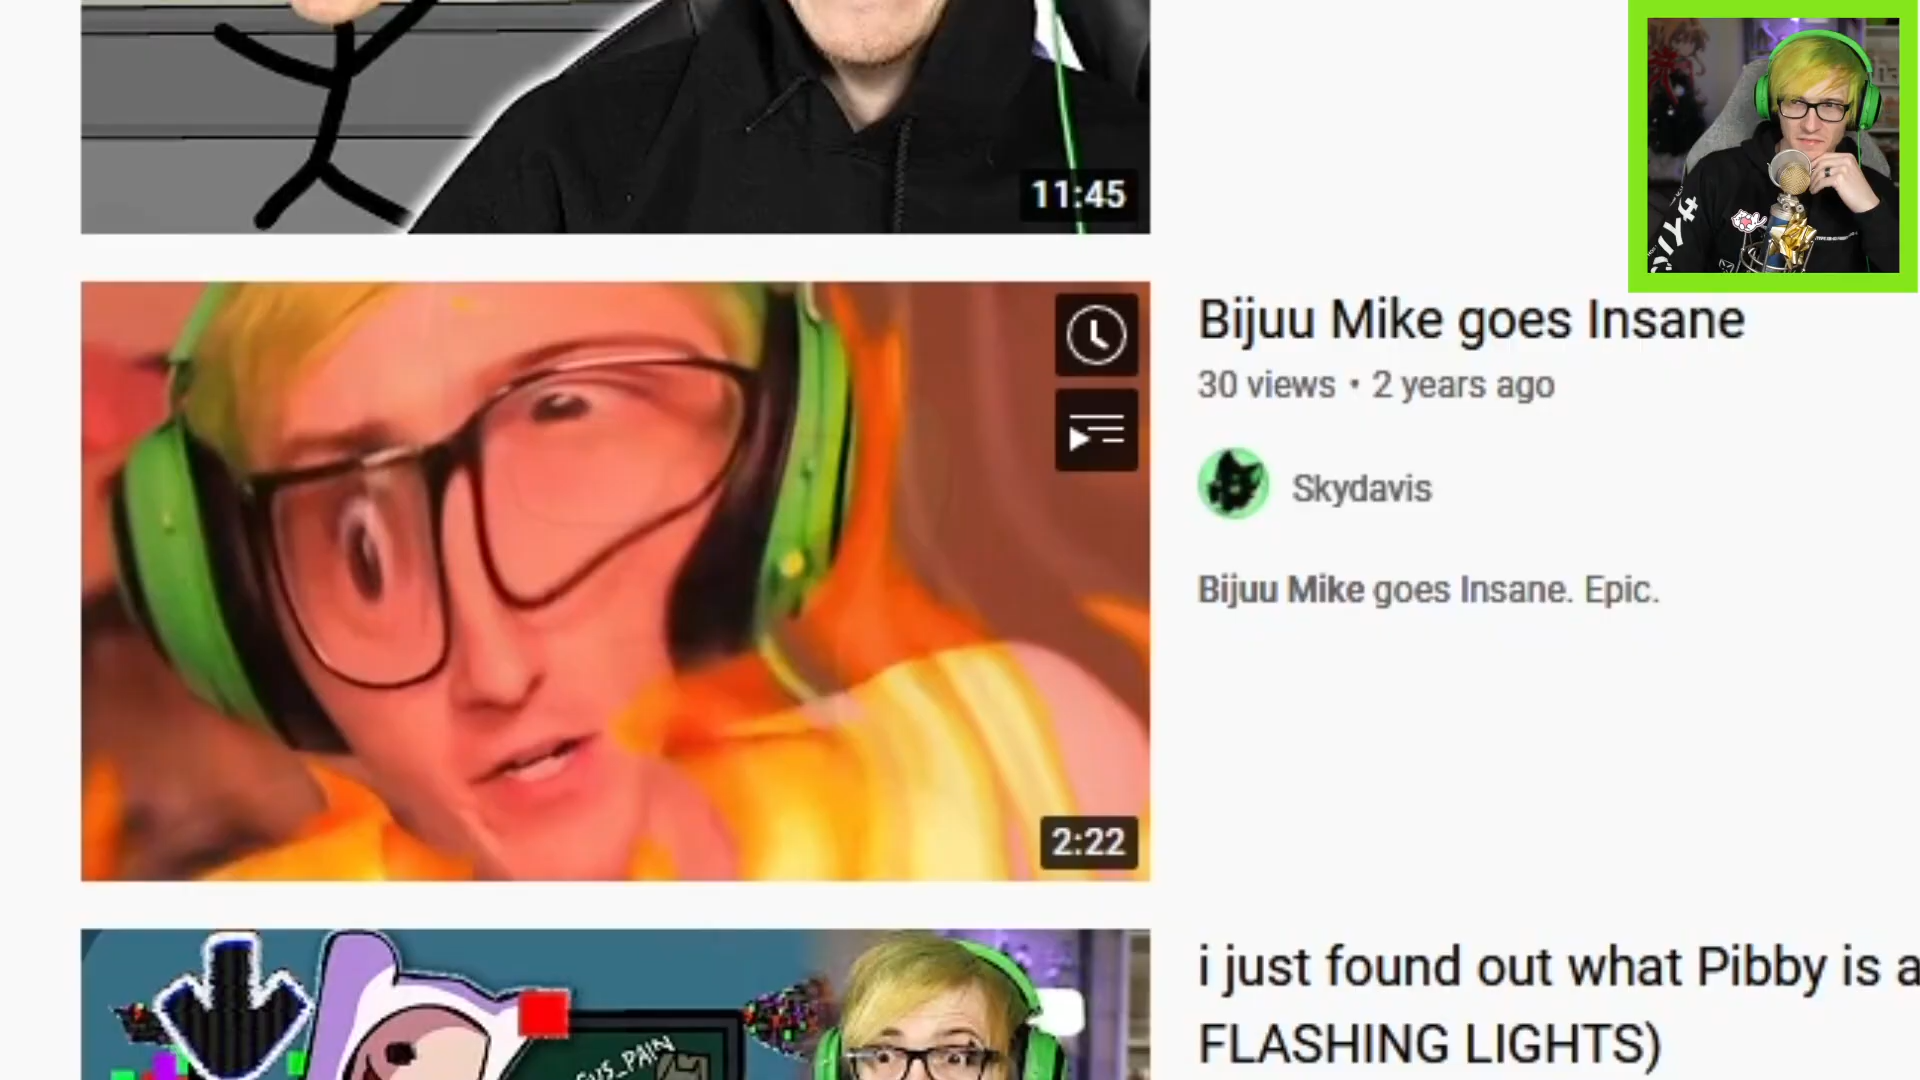 11:45
Bijuu Mike goes Insane
30 views • 2 years ago
Skydavis
Bijuu Mike goes Insane. Epic.
2:22
i just found out what Pibby is a
FLASHING LIGHTS)